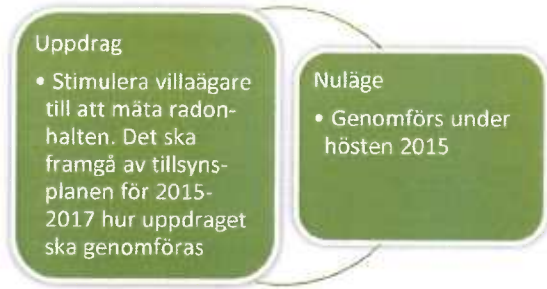 Uppdrag
• Stimulera villaägare
till att mäta radon-
halten. Det ska
framgå av tillsyns-
planen för 2015-
2017 hur uppdraget
ska genomföras
Nuläge
• Genomförs under
hösten 2015